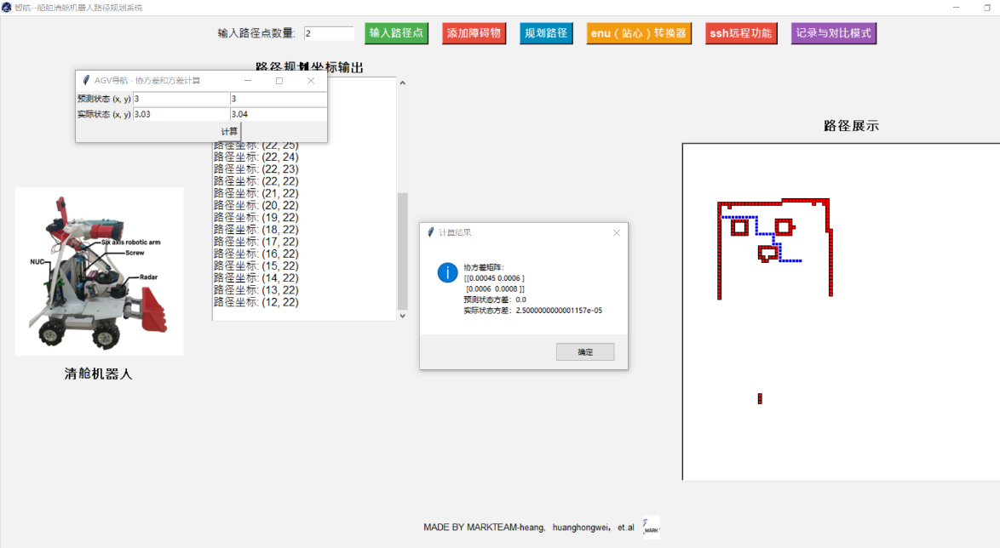 智航--船舶清舱机器人路径规划系统
输入路径点数量: 2 输入路径点 添加障碍物 规划路径 enu（站心）转换器 ssh远程功能 记录与对比模式
路径规划坐标输出
AGV导航 - 协方差和方差计算
预测状态 (x, y) 3 3
实际状态 (x, y) 3.03 3.04
计算
路径坐标: (22, 25)
路径坐标: (22, 24)
路径坐标: (22, 23)
路径坐标: (22, 22)
路径坐标: (21, 22)
路径坐标: (20, 22)
路径坐标: (19, 22)
路径坐标: (18, 22)
路径坐标: (17, 22)
路径坐标: (16, 22)
路径坐标: (15, 22)
路径坐标: (14, 22)
路径坐标: (13, 22)
路径坐标: (12, 22)
Six axis robotic arm
Screw
NUC
Radar
清舱机器人
计算结果
协方差矩阵:
[[0.00045 0.0006 ]
[0.0006 0.0008 ]]
预测状态方差: 0.0
实际状态方差: 2.5000000000001157e-05
确定
路径展示
MADE BY MARKTEAM-heang、huanghongwei，et.al
MARK